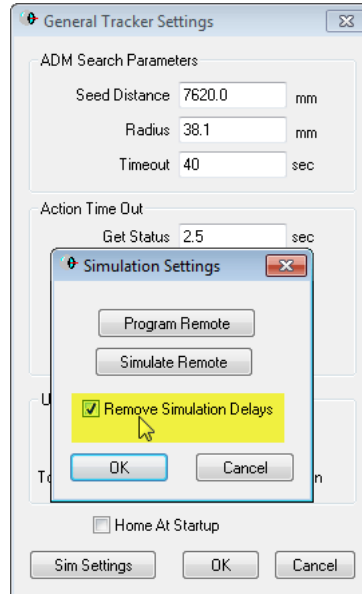 General Tracker Settings
ADM Search Parameters
Seed Distance 7620.0 mm
Radius 38.1 mm
Timeout 40 sec
Action Time Out
Get Status 2.5 sec
Simulation Settings
Program Remote
Simulate Remote
Remove Simulation Delays
OK Cancel
Home At Startup
Sim Settings OK Cancel